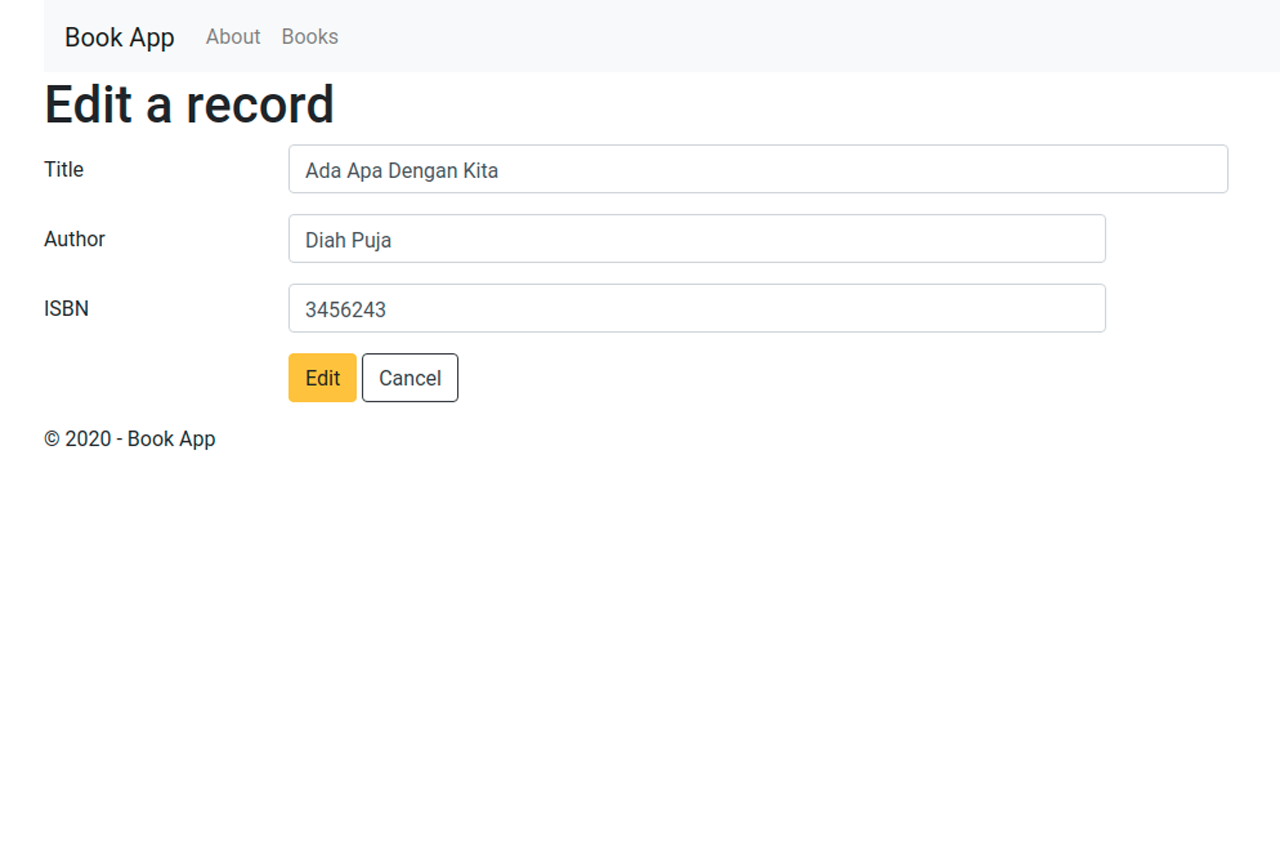 Book App About Books
Edit a record
Title Ada Apa Dengan Kita
Author Diah Puja
ISBN 3456243
Edit Cancel
© 2020 - Book App